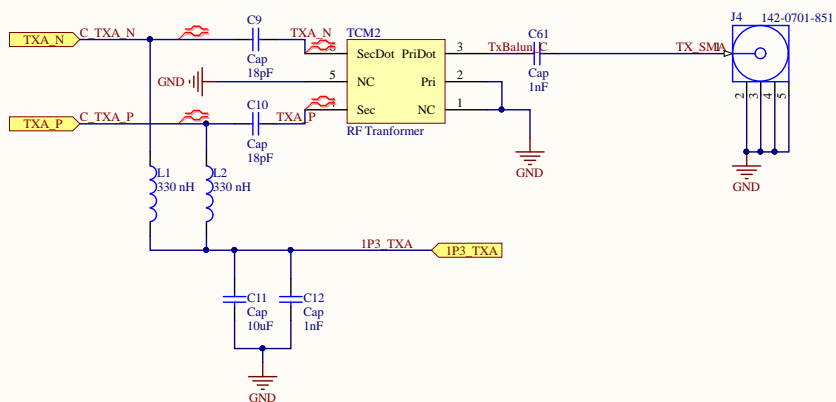 C9
TCM2
C61
J4
142-0701-851
TXA_N
C_TXA_N
Cap
18pF
TXA_N
SecDot
PriDot
3
TxBalun_C
Cap
1nF
TX_SMA
GND
5
NC
Pri
2
TXA_P
C_TXA_P
C10
Cap
18pF
TXA_P
Sec
NC
1
RF Tranformer
GND
2
3
4
5
GND
L1
330 nH
L2
330 nH
1P3_TXA
1P3_TXA
C11
Cap
10uF
C12
Cap
1nF
GND